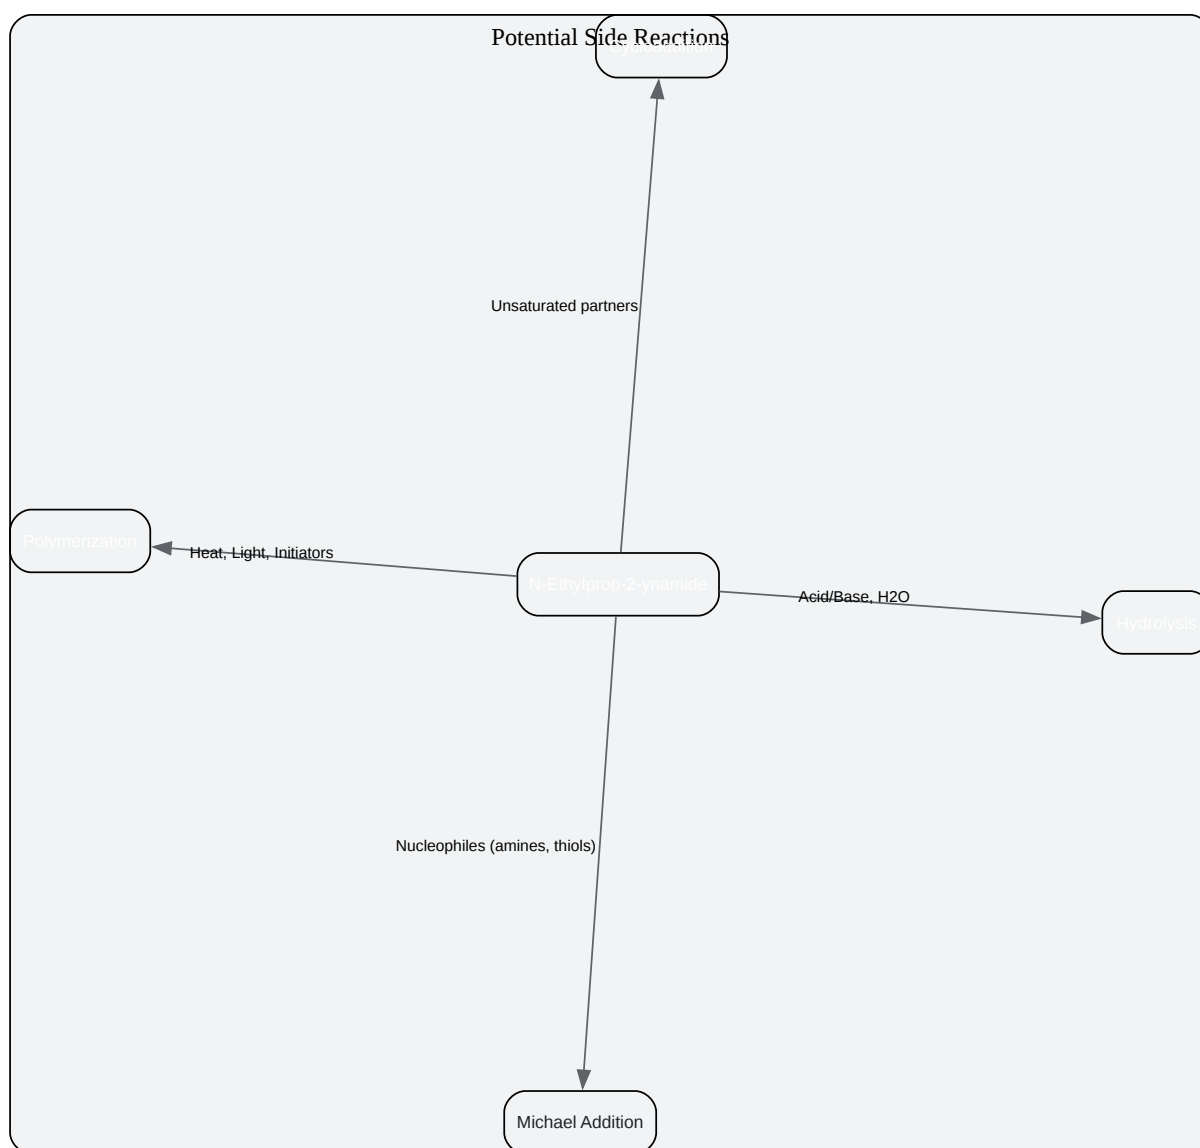 Potential Side Reactions
Cycloaddition
Unsaturated partners
Polymerization
Heat, Light, Initiators
N-Ethylprop-2-ynamide
Acid/Base, H2O
Hydrolysis
Nucleophiles (amines, thiols)
Michael Addition